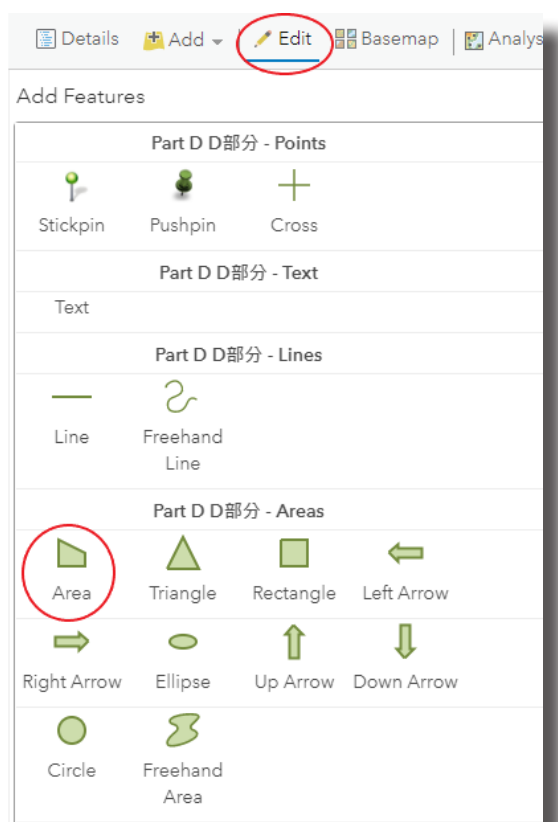 Details Add Edit Basemap Analys
Add Features
Part D D部分 - Points
Stickpin Pushpin Cross
Part D D部分 - Text
Text
Part D D部分 - Lines
Line Freehand
Line
Part D D部分 - Areas
Area Triangle Rectangle Left Arrow
Right Arrow Ellipse Up Arrow Down Arrow
Circle Freehand
Area